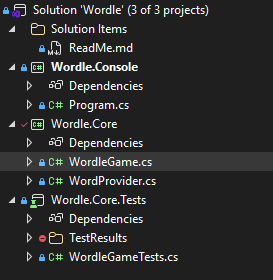 Solution 'Wordle' (3 of 3 projects)
Solution Items
ReadMe.md
C# Wordle.Console
Dependencies
C# Program.cs
C# Wordle.Core
Dependencies
C# WordleGame.cs
C# WordProvider.cs
Wordle.Core.Tests
Dependencies
TestResults
C# WordleGameTests.cs